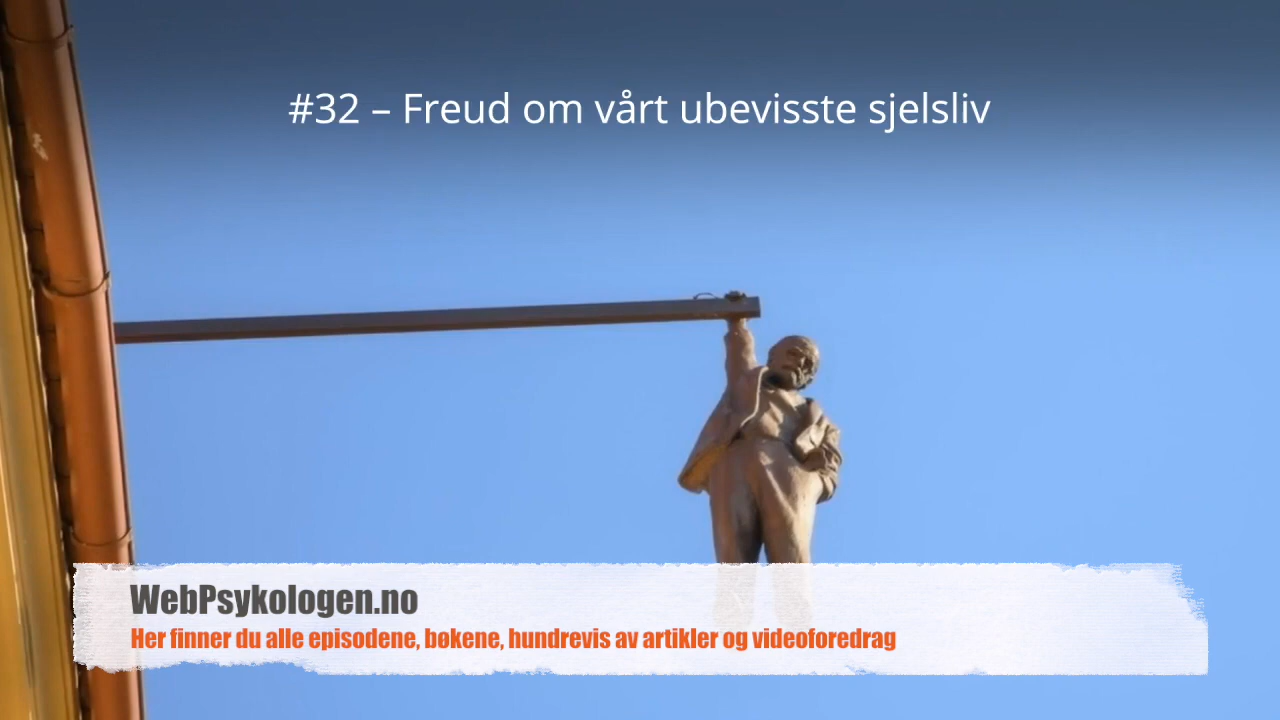 #32 – Freud om vårt ubevisste sjelsliv
WebPsykologen.no
Her finner du alle episodene, bøkene, hundrevis av artikler og videoforedrag